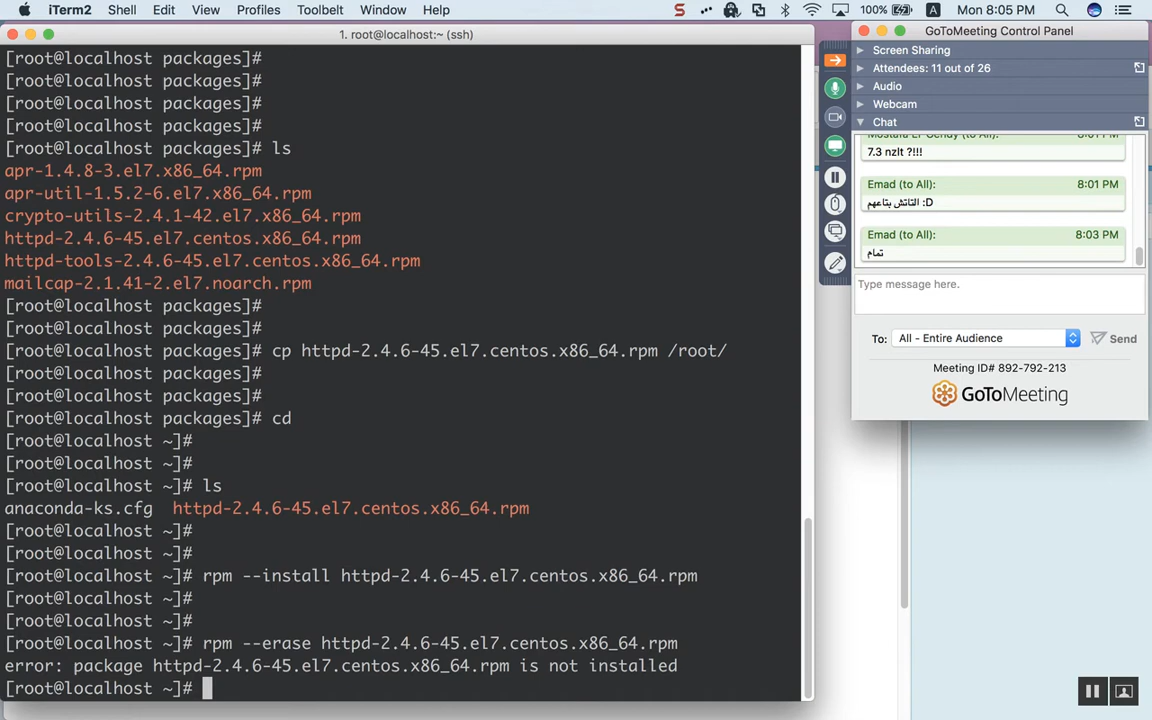 iTerm2 Shell Edit View Profiles Toolbelt Window Help 100% A Mon 8:05 PM
1. root@localhost:~ (ssh)
[root@localhost packages]#
[root@localhost packages]#
[root@localhost packages]#
[root@localhost packages]#
[root@localhost packages]# ls
apr-1.4.8-3.el7.x86_64.rpm
apr-util-1.5.2-6.el7.x86_64.rpm
crypto-utils-2.4.1-42.el7.x86_64.rpm
httpd-2.4.6-45.el7.centos.x86_64.rpm
httpd-tools-2.4.6-45.el7.centos.x86_64.rpm
mailcap-2.1.41-2.el7.noarch.rpm
[root@localhost packages]#
[root@localhost packages]#
[root@localhost packages]# cp httpd-2.4.6-45.el7.centos.x86_64.rpm /root/
[root@localhost packages]#
[root@localhost packages]#
[root@localhost packages]# cd
[root@localhost ~]#
[root@localhost ~]#
[root@localhost ~]# ls
anaconda-ks.cfg httpd-2.4.6-45.el7.centos.x86_64.rpm
[root@localhost ~]#
[root@localhost ~]#
[root@localhost ~]# rpm --install httpd-2.4.6-45.el7.centos.x86_64.rpm
[root@localhost ~]#
[root@localhost ~]#
[root@localhost ~]# rpm --erase httpd-2.4.6-45.el7.centos.x86_64.rpm
error: package httpd-2.4.6-45.el7.centos.x86_64.rpm is not installed
[root@localhost ~]#
GoToMeeting Control Panel
Screen Sharing
Attendees: 11 out of 26
Audio
Webcam
Chat
Mostafa El Gendy (to All): 8:01 PM
7.3 nzlt ?!!!
Emad (to All): 8:01 PM
التاتش بتاعهم :D
Emad (to All): 8:03 PM
تمام
Type message here.
To: All - Entire Audience Send
Meeting ID# 892-792-213
GoToMeeting